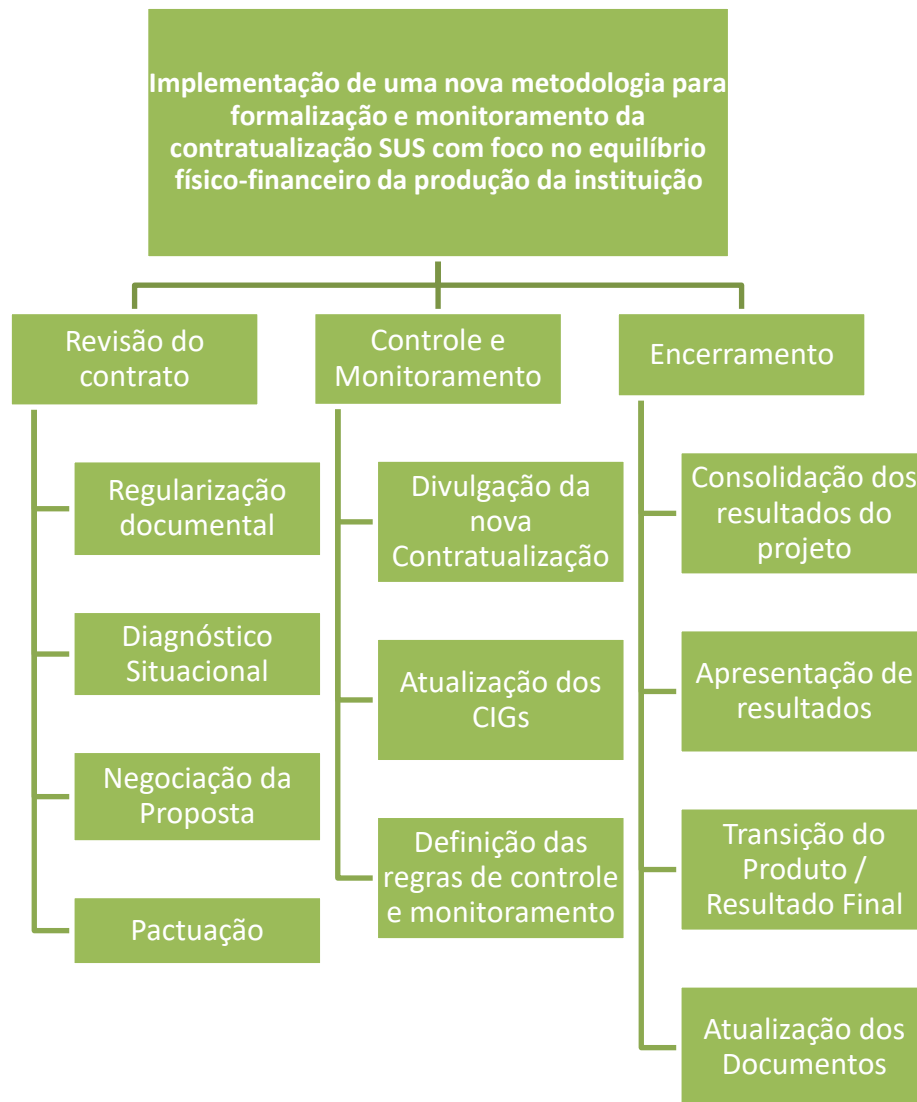 Implementação de uma nova metodologia para
formalização e monitoramento da
contratualização SUS com foco no equilíbrio
físico-financeiro da produção da instituição
Revisão do
contrato
Regularização
documental
Diagnóstico
Situacional
Negociação da
Proposta
Pactuação
Controle e
Monitoramento
Divulgação da
nova
Contratualização
Atualização dos
CIGs
Definição das
regras de controle
e monitoramento
Encerramento
Consolidação dos
resultados do
projeto
Apresentação de
resultados
Transição do
Produto /
Resultado Final
Atualização dos
Documentos